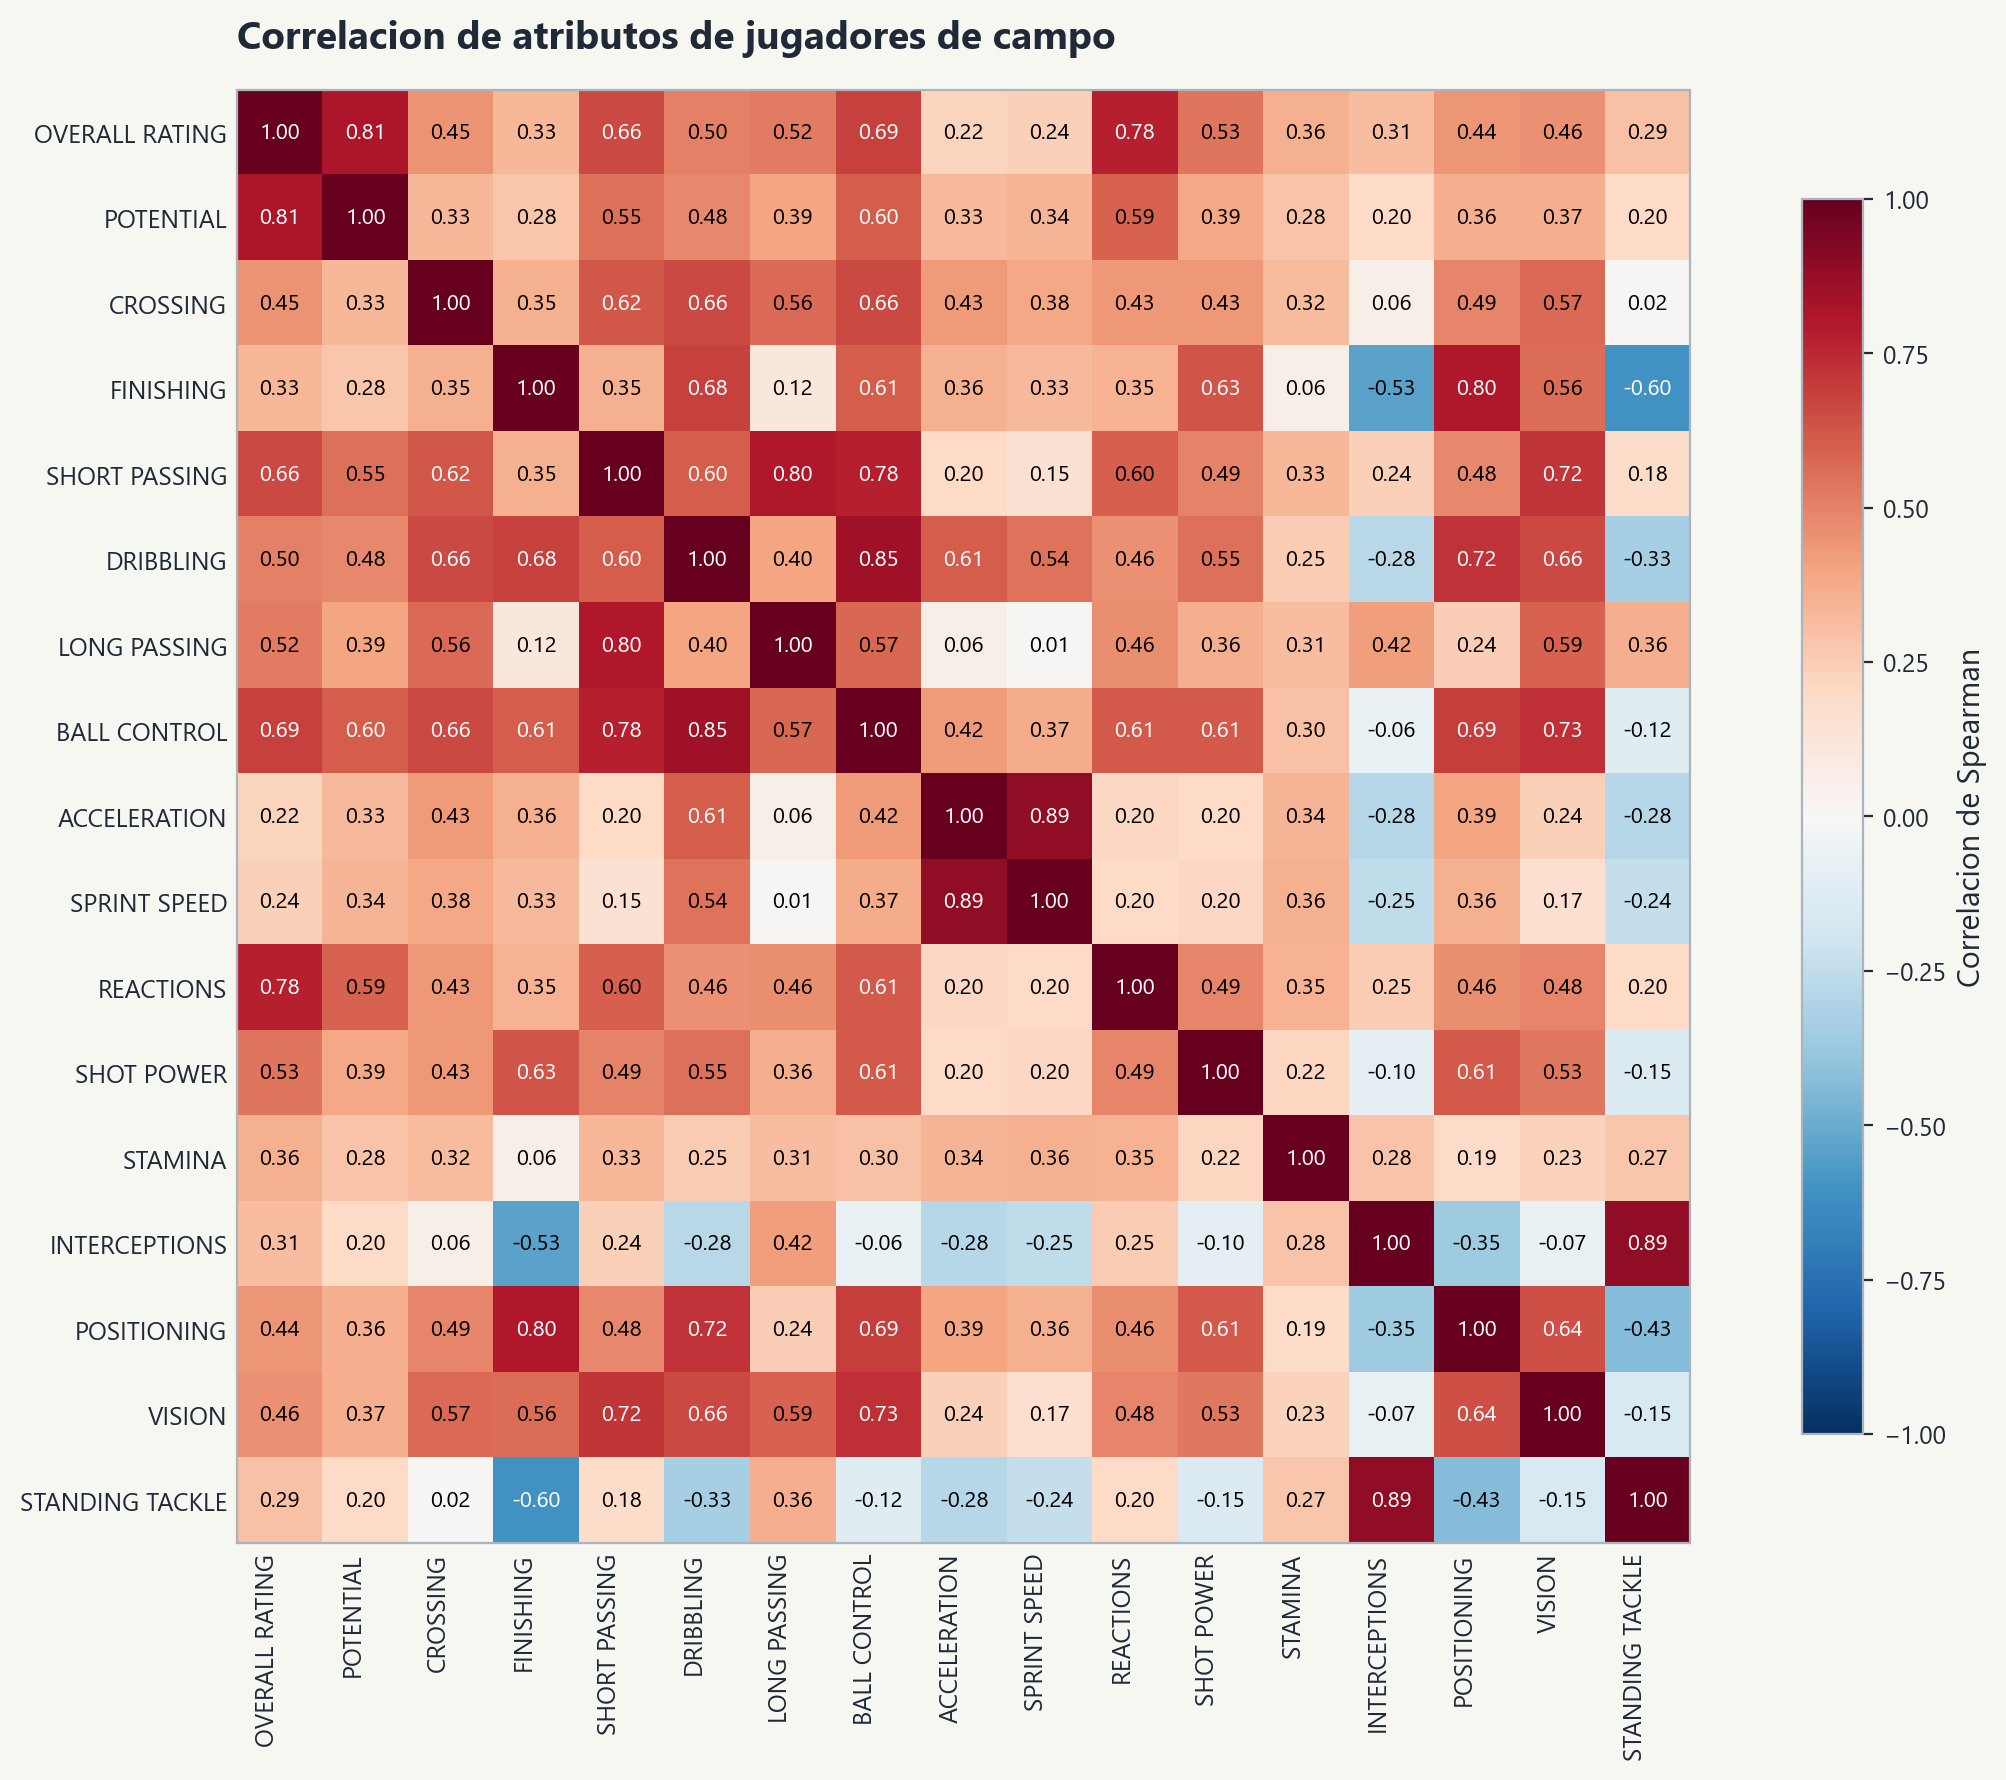 Correlacion de atributos de jugadores de campo
OVERALL RATING 1.00 0.81 0.45 0.33 0.66 0.50 0.52 0.69 0.22 0.24 0.78 0.53 0.36 0.31 0.44 0.46 0.29
POTENTIAL 0.81 1.00 0.33 0.28 0.55 0.48 0.39 0.60 0.33 0.34 0.59 0.39 0.28 0.20 0.36 0.37 0.20
CROSSING 0.45 0.33 1.00 0.35 0.62 0.66 0.56 0.66 0.43 0.38 0.43 0.43 0.32 0.06 0.49 0.57 0.02
FINISHING 0.33 0.28 0.35 1.00 0.35 0.68 0.12 0.61 0.36 0.33 0.35 0.63 0.06 -0.53 0.80 0.56 -0.60
SHORT PASSING 0.66 0.55 0.62 0.35 1.00 0.60 0.80 0.78 0.20 0.15 0.60 0.49 0.33 0.24 0.48 0.72 0.18
DRIBBLING 0.50 0.48 0.66 0.68 0.60 1.00 0.40 0.85 0.61 0.54 0.46 0.55 0.25 -0.28 0.72 0.66 -0.33
LONG PASSING 0.52 0.39 0.56 0.12 0.80 0.40 1.00 0.57 0.06 0.01 0.46 0.36 0.31 0.42 0.24 0.59 0.36
BALL CONTROL 0.69 0.60 0.66 0.61 0.78 0.85 0.57 1.00 0.42 0.37 0.61 0.61 0.30 -0.06 0.69 0.73 -0.12
ACCELERATION 0.22 0.33 0.43 0.36 0.20 0.61 0.06 0.42 1.00 0.89 0.20 0.20 0.34 -0.28 0.39 0.24 -0.28
SPRINT SPEED 0.24 0.34 0.38 0.33 0.15 0.54 0.01 0.37 0.89 1.00 0.20 0.20 0.36 -0.25 0.36 0.17 -0.24
REACTIONS 0.78 0.59 0.43 0.35 0.60 0.46 0.46 0.61 0.20 0.20 1.00 0.49 0.35 0.25 0.46 0.48 0.20
SHOT POWER 0.53 0.39 0.43 0.63 0.49 0.55 0.36 0.61 0.20 0.20 0.49 1.00 0.22 -0.10 0.61 0.53 -0.15
STAMINA 0.36 0.28 0.32 0.06 0.33 0.25 0.31 0.30 0.34 0.36 0.35 0.22 1.00 0.28 0.19 0.23 0.27
INTERCEPTIONS 0.31 0.20 0.06 -0.53 0.24 -0.28 0.42 -0.06 -0.28 -0.25 0.25 -0.10 0.28 1.00 -0.35 -0.07 0.89
POSITIONING 0.44 0.36 0.49 0.80 0.48 0.72 0.24 0.69 0.39 0.36 0.46 0.61 0.19 -0.35 1.00 0.64 -0.43
VISION 0.46 0.37 0.57 0.56 0.72 0.66 0.59 0.73 0.24 0.17 0.48 0.53 0.23 -0.07 0.64 1.00 -0.15
STANDING TACKLE 0.29 0.20 0.02 -0.60 0.18 -0.33 0.36 -0.12 -0.28 -0.24 0.20 -0.15 0.27 0.89 -0.43 -0.15 1.00
OVERALL RATING
POTENTIAL
CROSSING
FINISHING
SHORT PASSING
DRIBBLING
LONG PASSING
BALL CONTROL
ACCELERATION
SPRINT SPEED
REACTIONS
SHOT POWER
STAMINA
INTERCEPTIONS
POSITIONING
VISION
STANDING TACKLE
1.00
0.75
0.50
0.25
0.00
−0.25
−0.50
−0.75
−1.00
Correlacion de Spearman